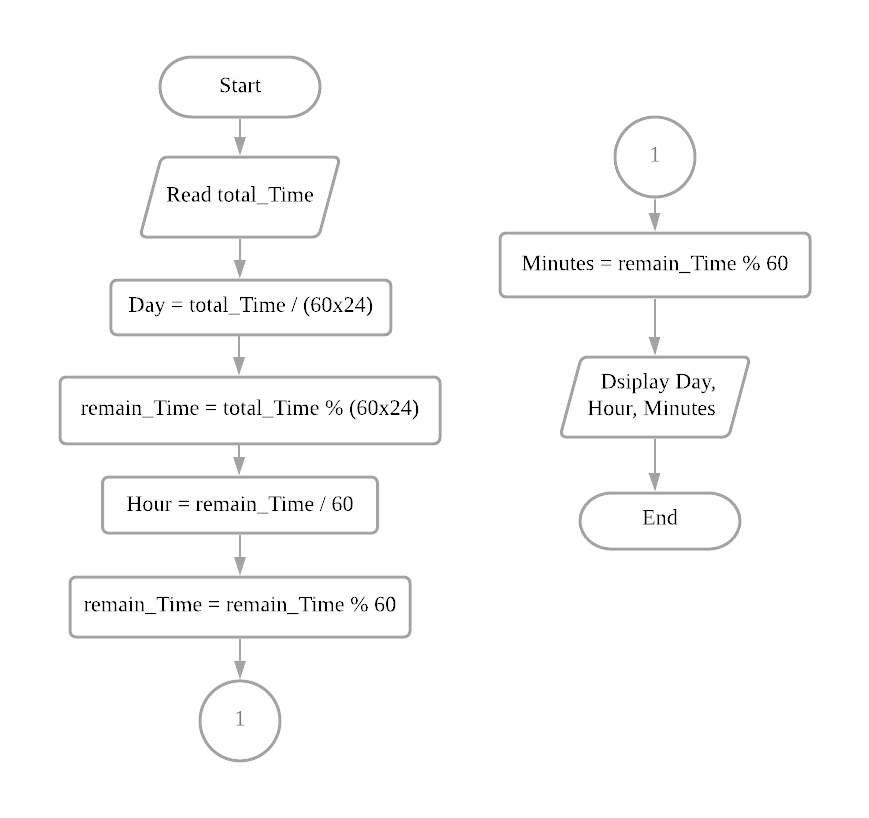 Start
Read total_Time
Day = total_Time / (60x24)
remain_Time = total_Time % (60x24)
Hour = remain_Time / 60
remain_Time = remain_Time % 60
1
1
Minutes = remain_Time % 60
Dsiplay Day,
Hour, Minutes
End